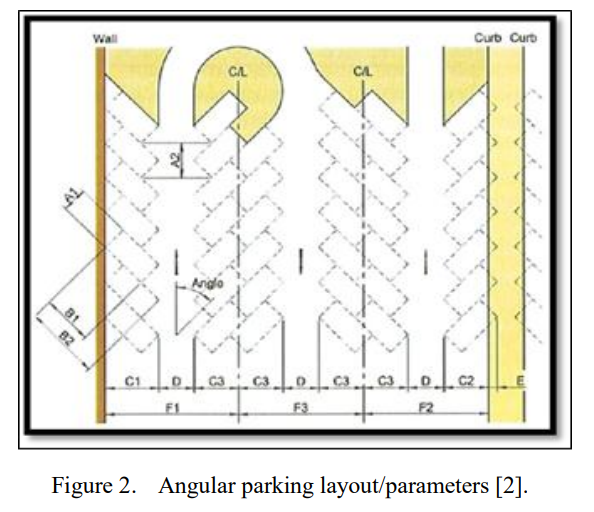 Wall
Curb Curb
C/L
C/L
A2
A1
Angle
B1
B2
C1 D C3 C3 D C3 C3 D C2 E
F1 F3 F2
Figure 2. Angular parking layout/parameters [2].